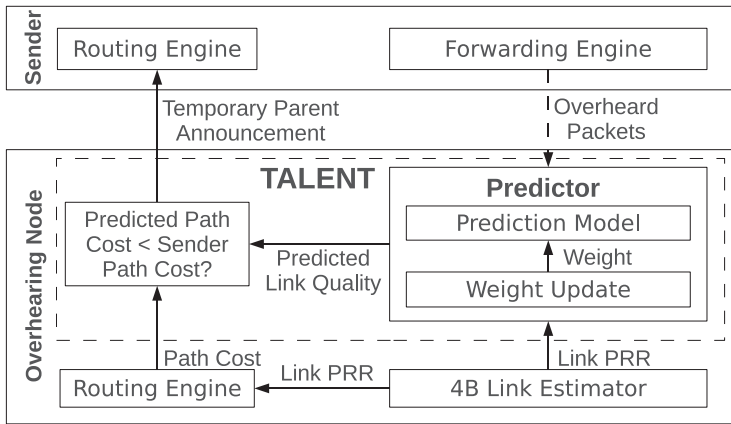 Sender
Routing Engine
Forwarding Engine
Temporary Parent
Announcement
Overheard
Packets
Overhearing Node
TALENT
Predictor
Predicted Path
Cost < Sender
Path Cost?
Prediction Model
Predicted
Link Quality
Weight
Weight Update
Path Cost
Link PRR
Routing Engine
Link PRR
4B Link Estimator